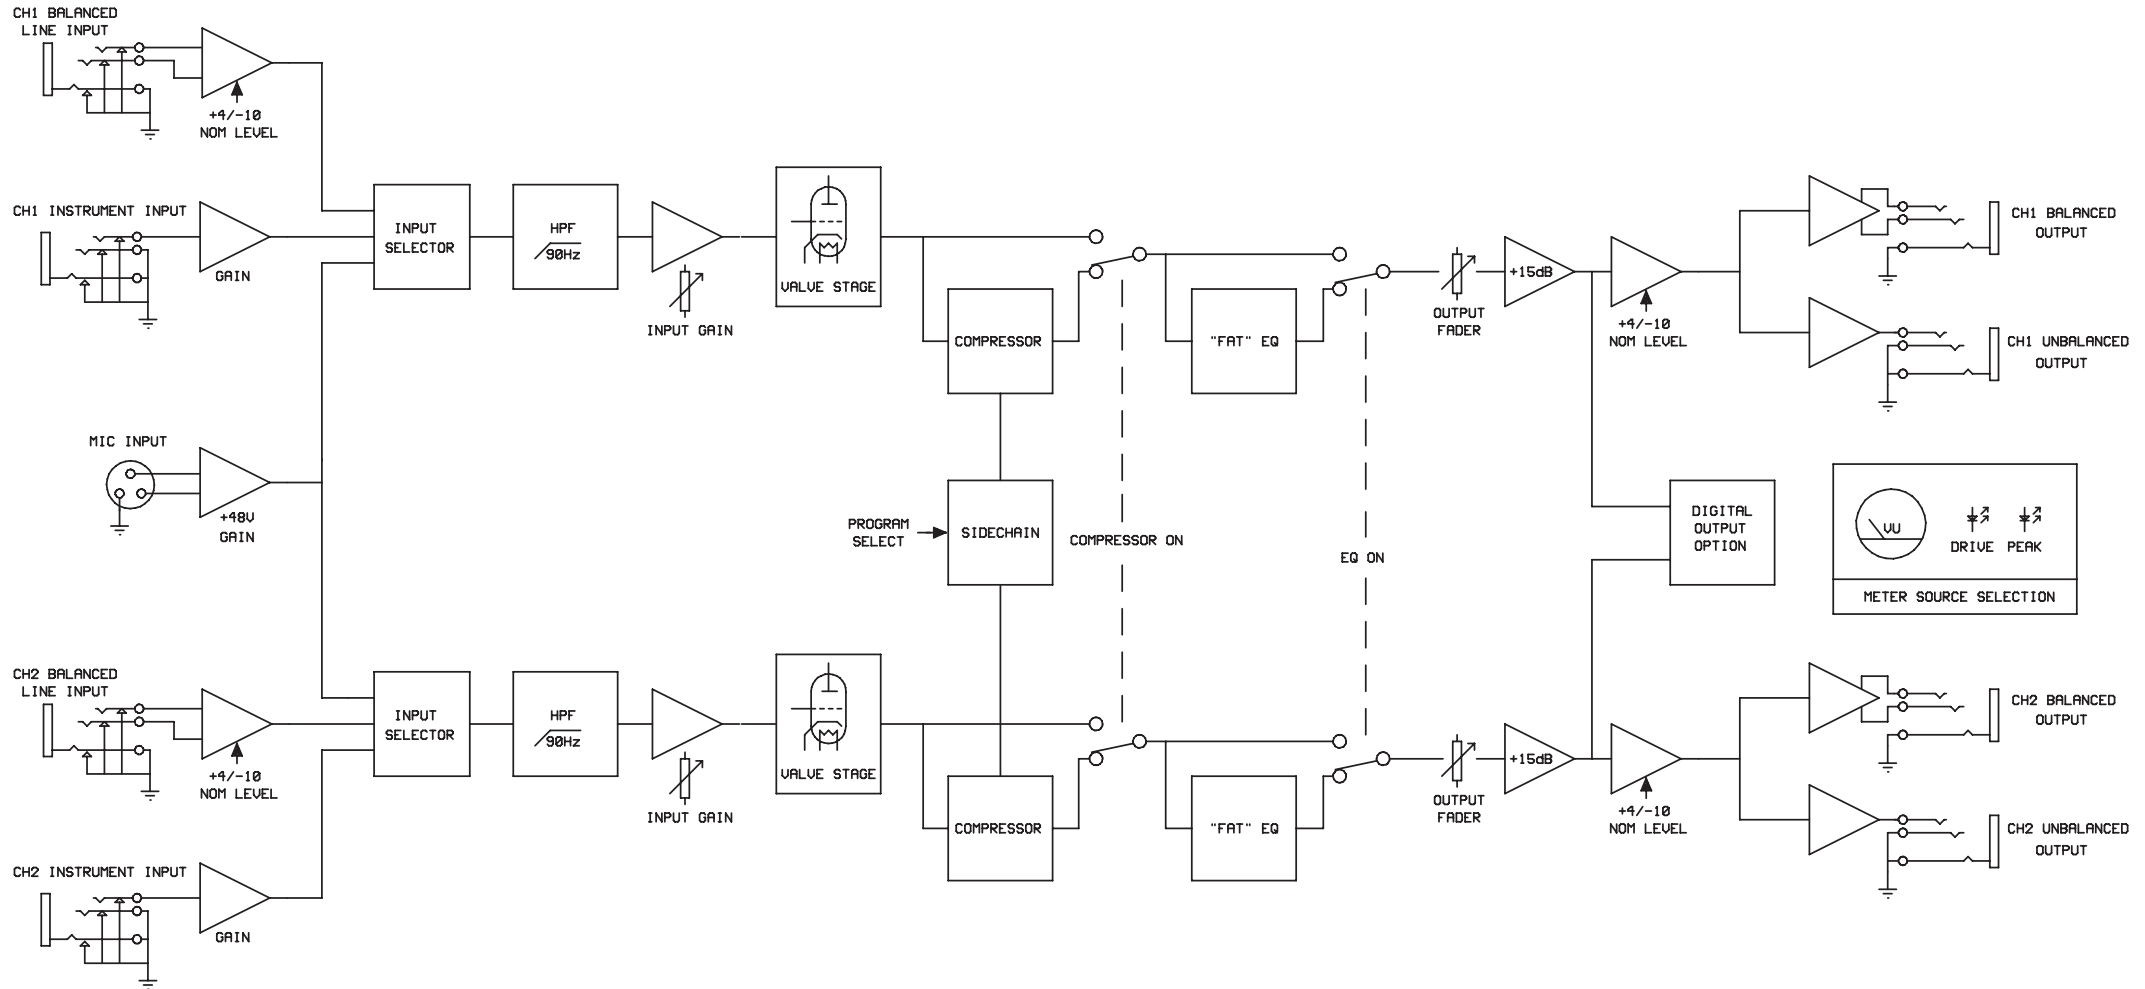 CH1 BALANCED
LINE INPUT
+4/-10
NOM LEVEL
CH1 INSTRUMENT INPUT
GAIN
INPUT
SELECTOR
HPF
90Hz
INPUT GAIN
VALVE STAGE
COMPRESSOR
"FAT" EQ
OUTPUT
FADER
+15dB
+4/-10
NOM LEVEL
CH1 BALANCED
OUTPUT
CH1 UNBALANCED
OUTPUT
MIC INPUT
+48V
GAIN
PROGRAM
SELECT
SIDECHAIN
COMPRESSOR ON
EQ ON
DIGITAL
OUTPUT
OPTION
VU
DRIVE PEAK
METER SOURCE SELECTION
CH2 BALANCED
LINE INPUT
+4/-10
NOM LEVEL
INPUT
SELECTOR
HPF
90Hz
INPUT GAIN
VALVE STAGE
COMPRESSOR
"FAT" EQ
OUTPUT
FADER
+15dB
+4/-10
NOM LEVEL
CH2 BALANCED
OUTPUT
CH2 UNBALANCED
OUTPUT
CH2 INSTRUMENT INPUT
GAIN